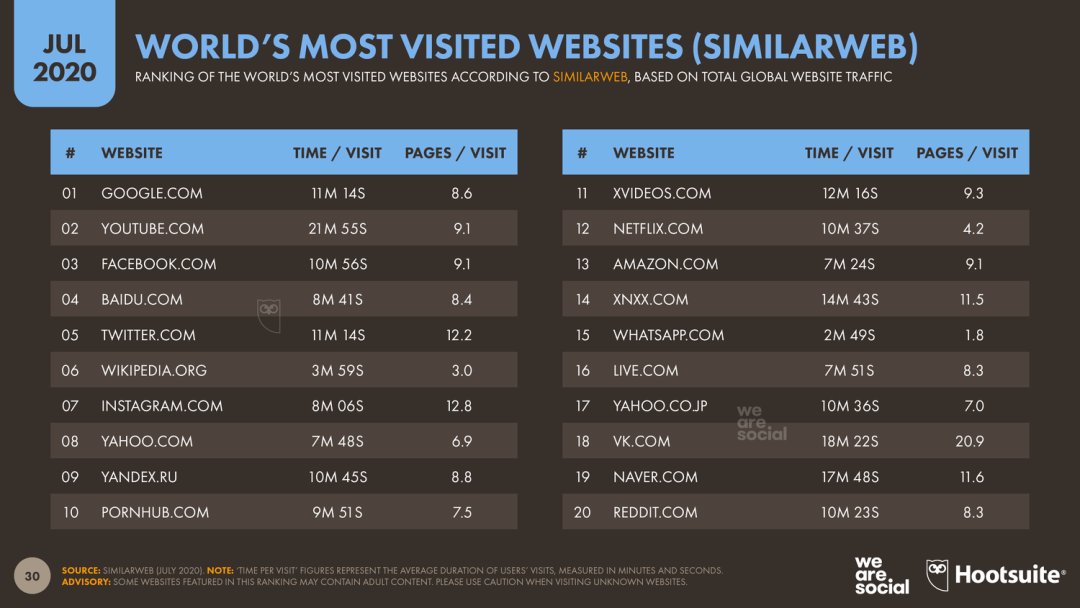 JUL
2020
WORLD'S MOST VISITED WEBSITES (SIMILARWEB)
RANKING OF THE WORLD'S MOST VISITED WEBSITES ACCORDING TO SIMILARWEB, BASED ON TOTAL GLOBAL WEBSITE TRAFFIC
# WEBSITE TIME / VISIT PAGES / VISIT
01 GOOGLE.COM 11M 14S 8.6
02 YOUTUBE.COM 21M 55S 9.1
03 FACEBOOK.COM 10M 56S 9.1
04 BAIDU.COM 8M 41S 8.4
05 TWITTER.COM 11M 14S 12.2
06 WIKIPEDIA.ORG 3M 59S 3.0
07 INSTAGRAM.COM 8M 06S 12.8
08 YAHOO.COM 7M 48S 6.9
09 YANDEX.RU 10M 45S 8.8
10 PORNHUB.COM 9M 51S 7.5
# WEBSITE TIME / VISIT PAGES / VISIT
11 XVIDEOS.COM 12M 16S 9.3
12 NETFLIX.COM 10M 37S 4.2
13 AMAZON.COM 7M 24S 9.1
14 XNXX.COM 14M 43S 11.5
15 WHATSAPP.COM 2M 49S 1.8
16 LIVE.COM 7M 51S 8.3
17 YAHOO.CO.JP 10M 36S 7.0
18 VK.COM 18M 22S 20.9
19 NAVER.COM 17M 48S 11.6
20 REDDIT.COM 10M 23S 8.3
we
are
social
30
SOURCE: SIMILARWEB (JULY 2020). NOTE: 'TIME PER VISIT' FIGURES REPRESENT THE AVERAGE DURATION OF USERS' VISITS, MEASURED IN MINUTES AND SECONDS.
ADVISORY: SOME WEBSITES FEATURED IN THIS RANKING MAY CONTAIN ADULT CONTENT. PLEASE USE CAUTION WHEN VISITING UNKNOWN WEBSITES.
we
are
social
Hootsuite®